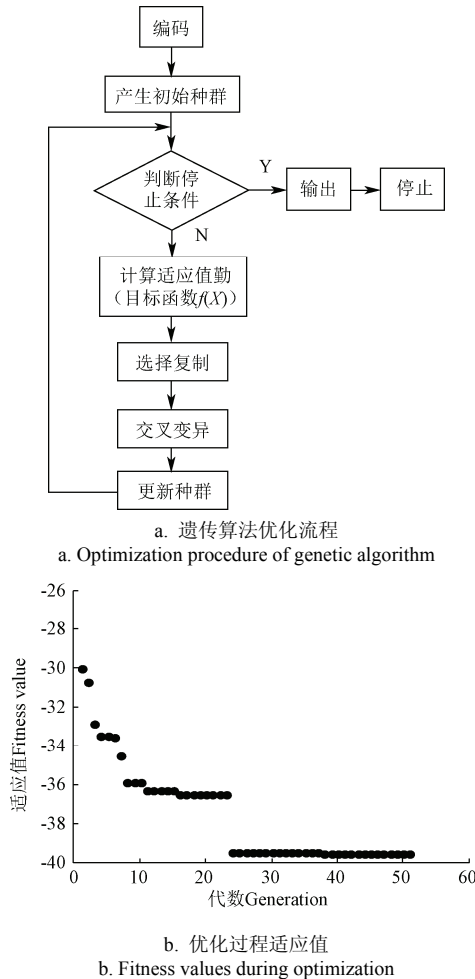 编码
产生初始种群
判断停
止条件
Y
输出
停止
N
计算适应值勤
（目标函数f(X)）
选择复制
交叉变异
更新种群
a. 遗传算法优化流程
a. Optimization procedure of genetic algorithm
-26
-30
-34
-38
-40
适应值Fitness value
0
10
20
30
40
50
60
代数Generation
b. 优化过程适应值
b. Fitness values during optimization